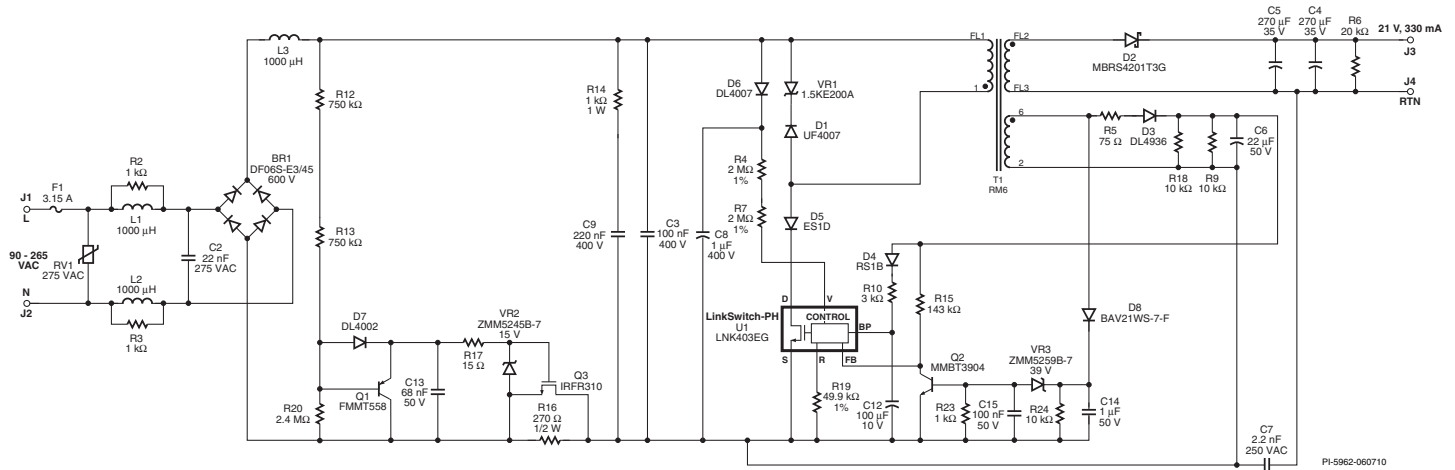 L3
1000 µH
R12
750 kΩ
R14
1 kΩ
1 W
D6
DL4007
VR1
1.5KE200A
D1
UF4007
FL1
1
FL2
FL3
D2
MBRS4201T3G
C5
270 µF
35 V
C4
270 µF
35 V
R6
20 kΩ
21 V, 330 mA
J3
J4
RTN
6
2
R5
75 Ω
D3
DL4936
R18
10 kΩ
R9
10 kΩ
C6
22 µF
50 V
T1
RM6
BR1
DF06S-E3/45
600 V
R2
1 kΩ
F1
3.15 A
J1
L
L1
1000 µH
90 - 265
VAC
RV1
275 VAC
C2
22 nF
275 VAC
L2
1000 µH
N
J2
R3
1 kΩ
R13
750 kΩ
C9
220 nF
400 V
C3
100 nF
400 V
C8
1 µF
400 V
R4
2 MΩ
1%
R7
2 MΩ
1%
D5
ES1D
D4
RS1B
R10
3 kΩ
R15
143 kΩ
D8
BAV21WS-7-F
D7
DL4002
VR2
ZMM5245B-7
15 V
R17
15 Ω
Q3
IRFR310
C13
68 nF
50 V
Q1
FMMT558
R20
2.4 MΩ
R16
270 Ω
1/2 W
LinkSwitch-PH
U1
LNK403EG
D
V
CONTROL
BP
S
R
FB
R19
49.9 kΩ
1%
C12
100 µF
10 V
Q2
MMBT3904
VR3
ZMM5259B-7
39 V
R23
1 kΩ
C15
100 nF
50 V
R24
10 kΩ
C14
1 µF
50 V
C7
2.2 nF
250 VAC
PI-5962-060710